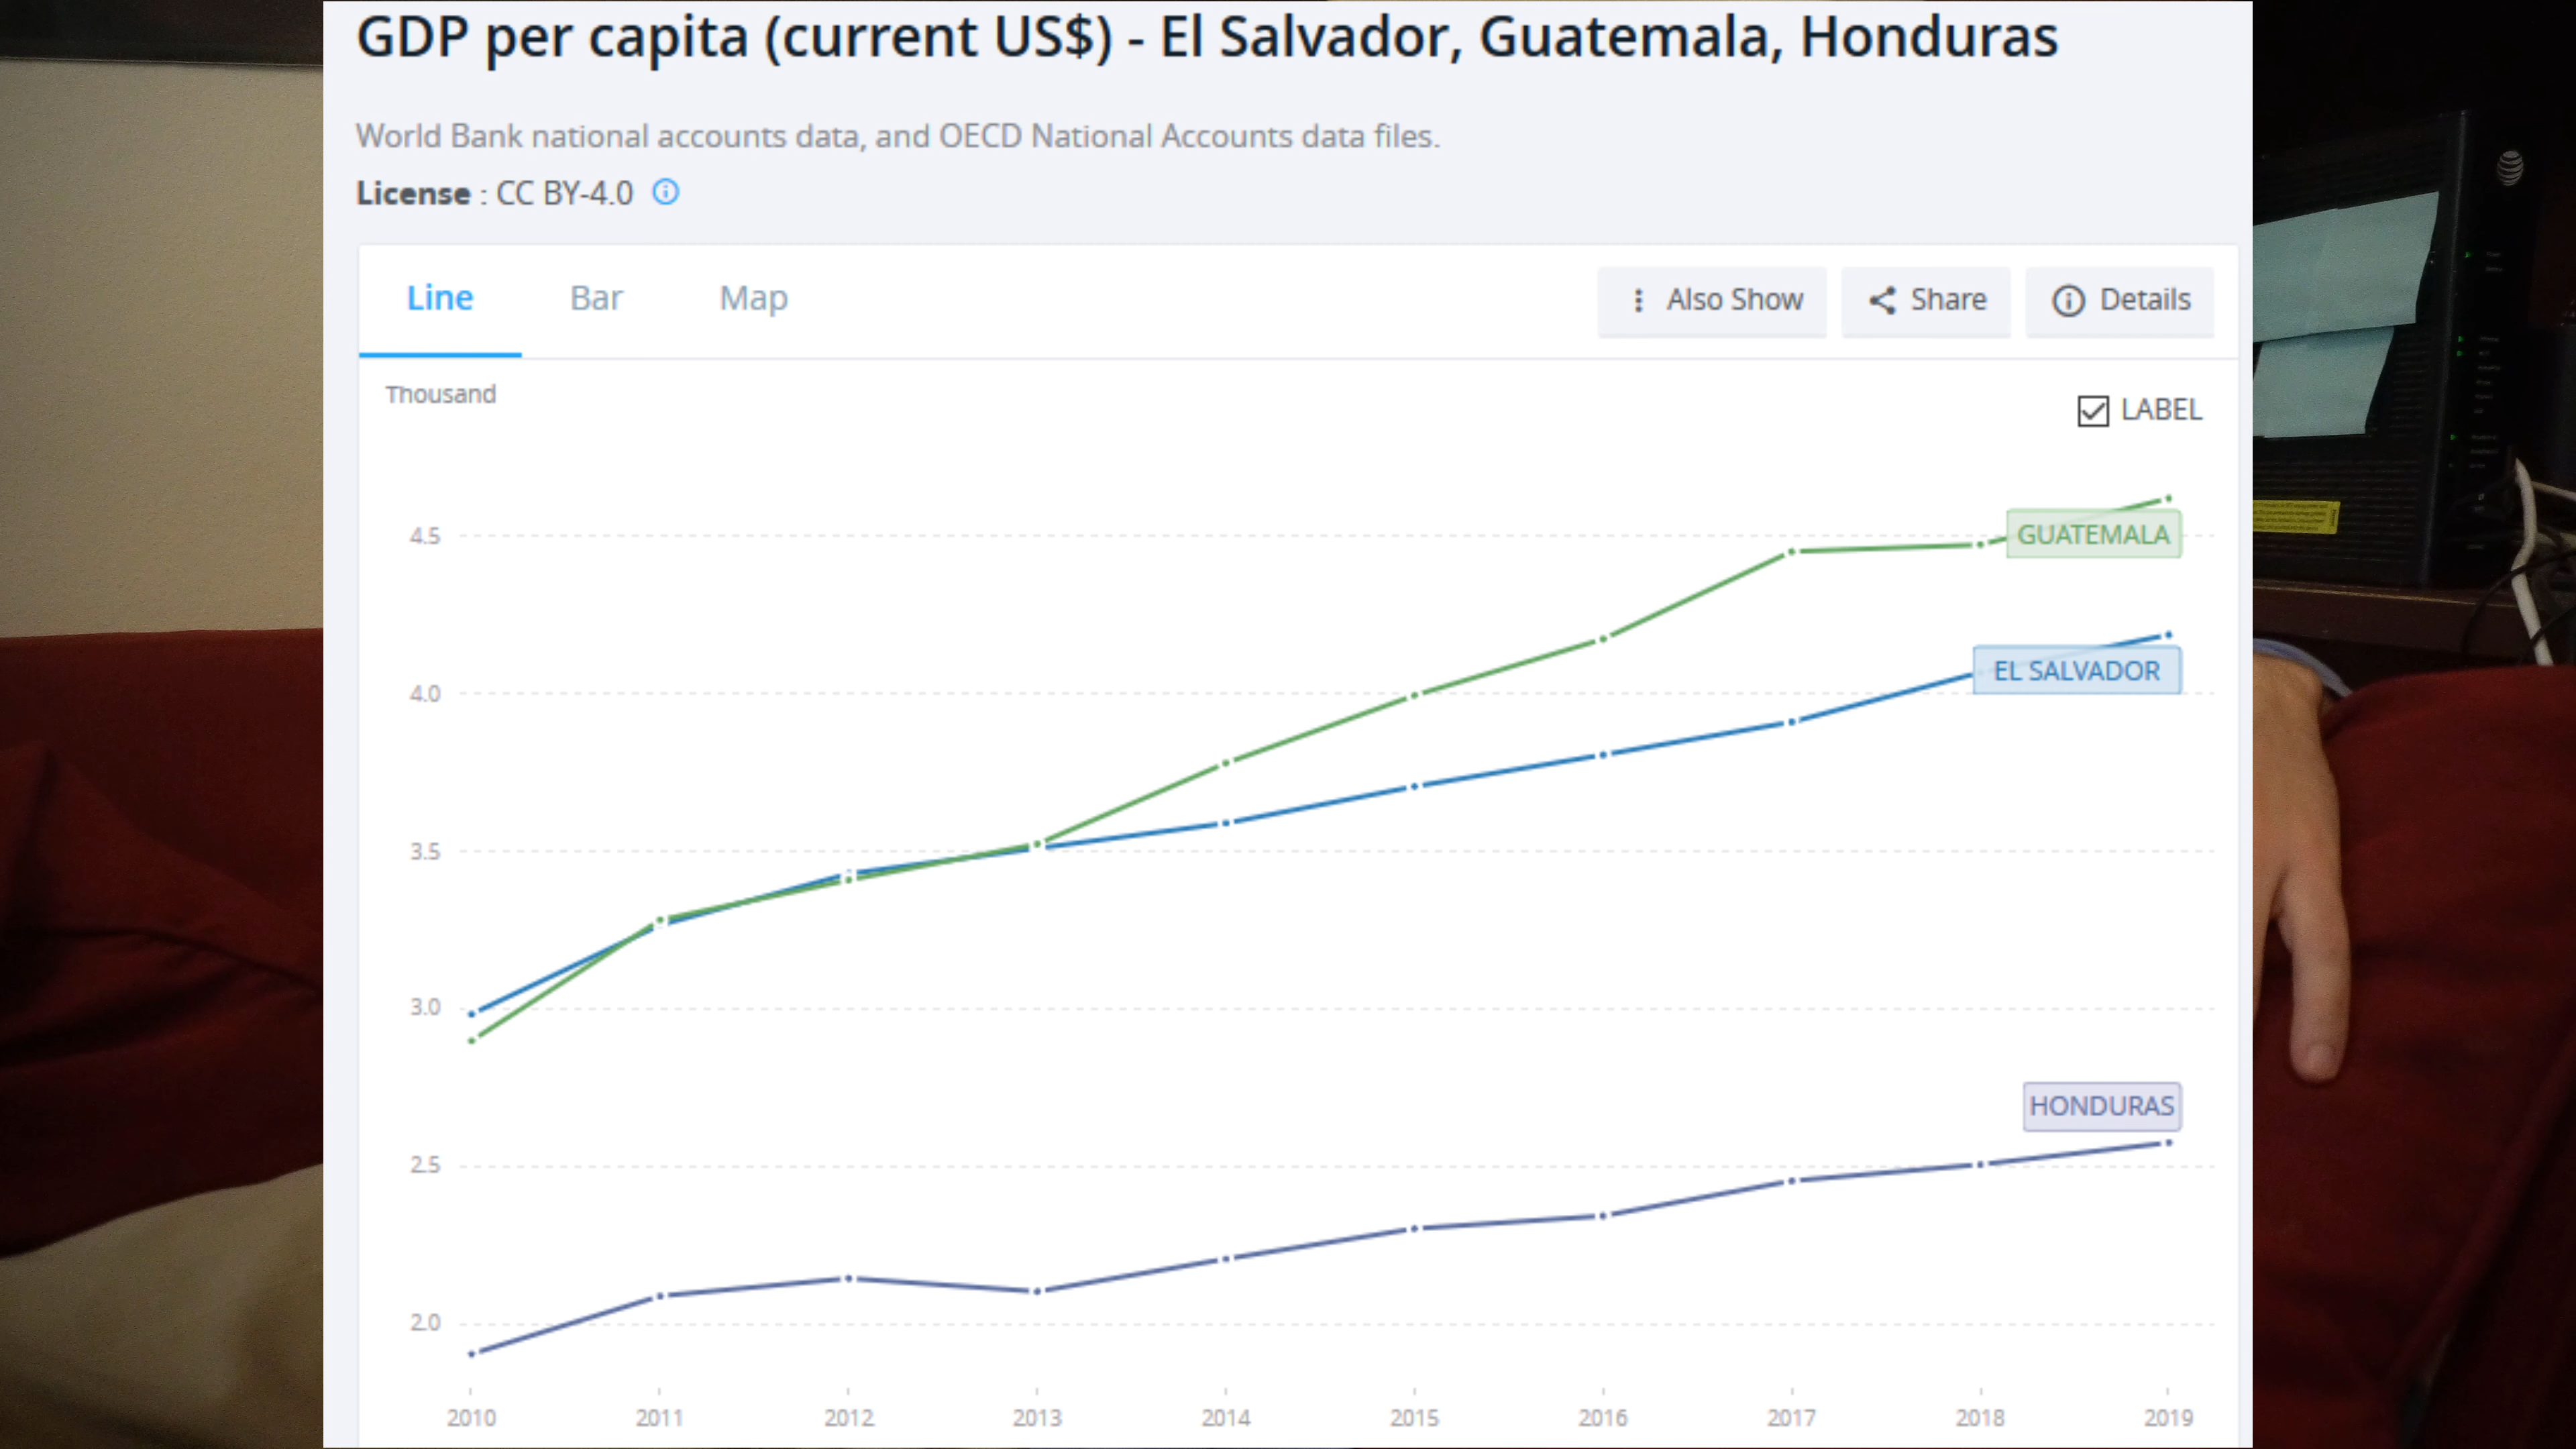 GDP per capita (current US$) - El Salvador, Guatemala, Honduras
World Bank national accounts data, and OECD National Accounts data files.
License : CC BY-4.0
Line Bar Map Also Show Share Details
Thousand
LABEL
4.5
GUATEMALA
4.0
EL SALVADOR
3.5
3.0
HONDURAS
2.5
2.0
2010 2011 2012 2013 2014 2015 2016 2017 2018 2019